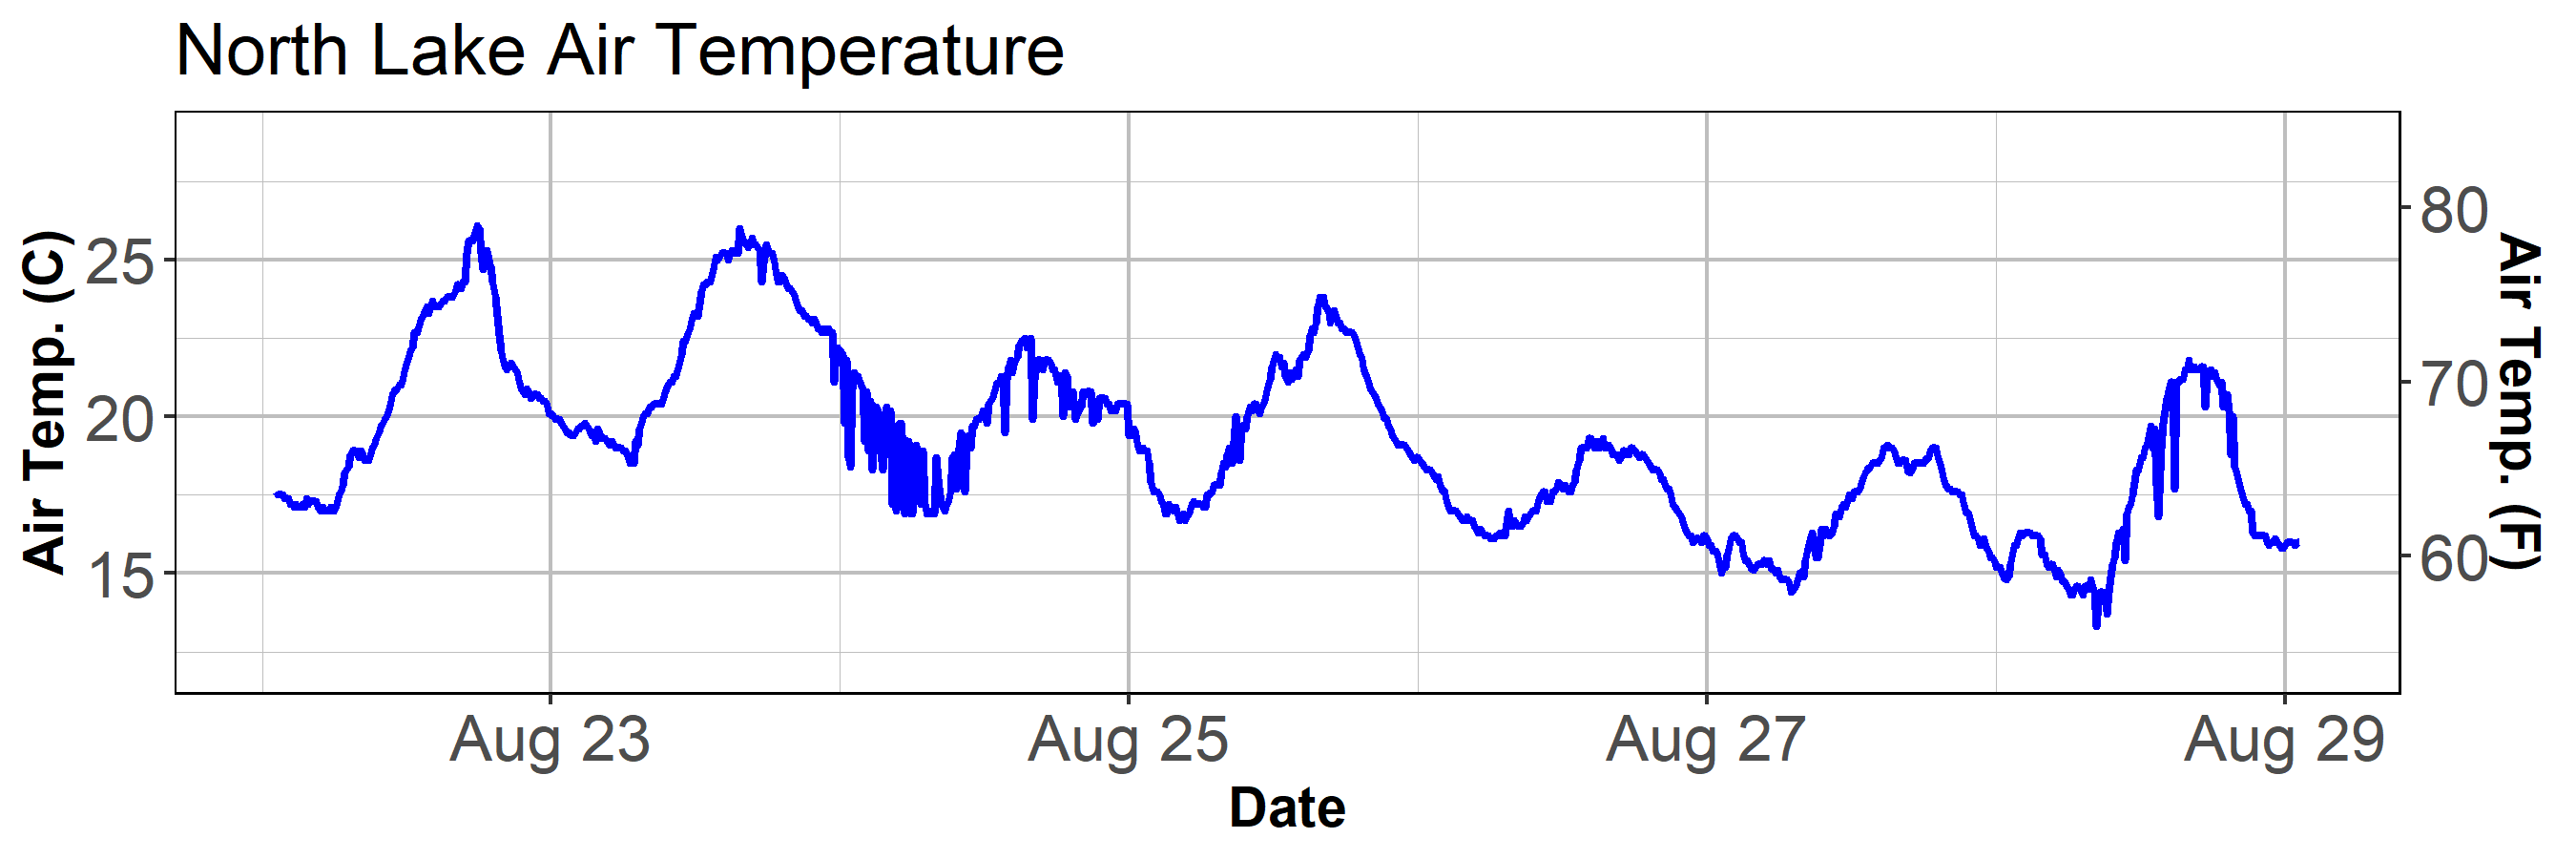 North Lake Air Temperature
Air Temp. (C)
25
20
15
80
70
60
Air Temp. (F)
Aug 23 Aug 25 Aug 27 Aug 29
Date